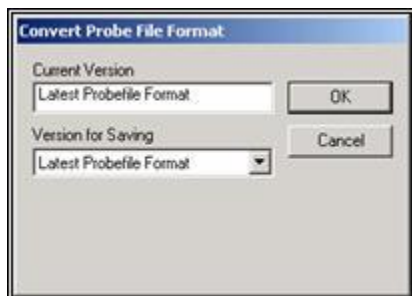 Convert Probe File Format
Current Version
Latest Probefile Format
OK
Version for Saving
Cancel
Latest Probefile Format